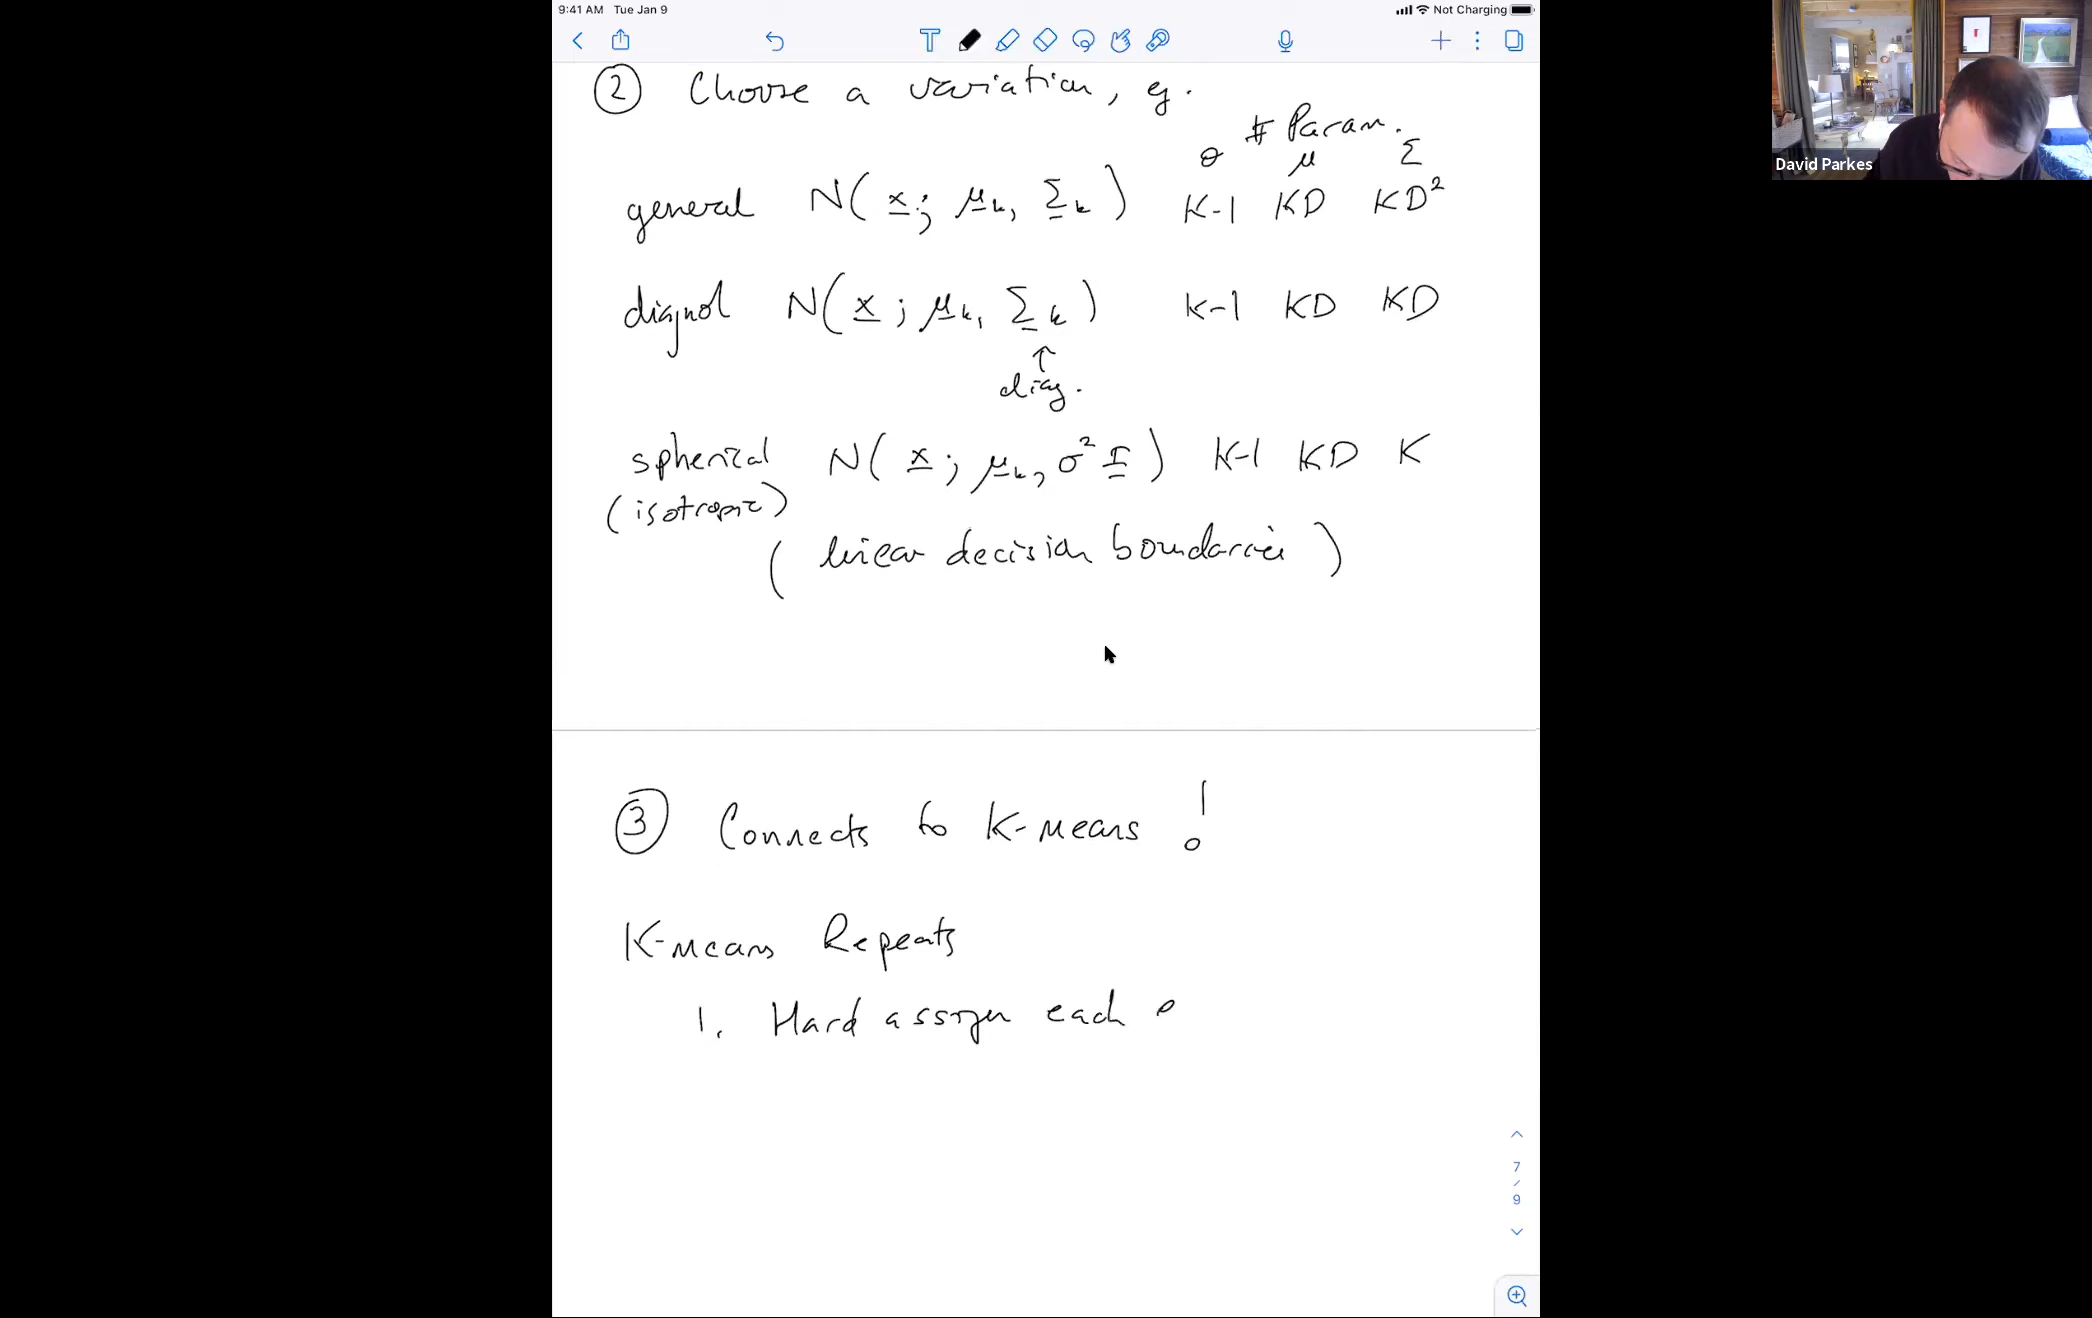 9:41 AM Tue Jan 9
Not Charging
David Parkes
② Choose a variation, eg.
# Param.
θ μ Σ
general N(x; μk, Σk) K-1 KD KD²
diagnol N(x; μk, Σk) K-1 KD KD
↑
diag.
spherical N(x; μk, σ² I) K-1 KD K
(isotropic)
(linear decision boundaries)
③ Connects to K-means!
K-means Repeats
1. Hard assign each
7
/
9